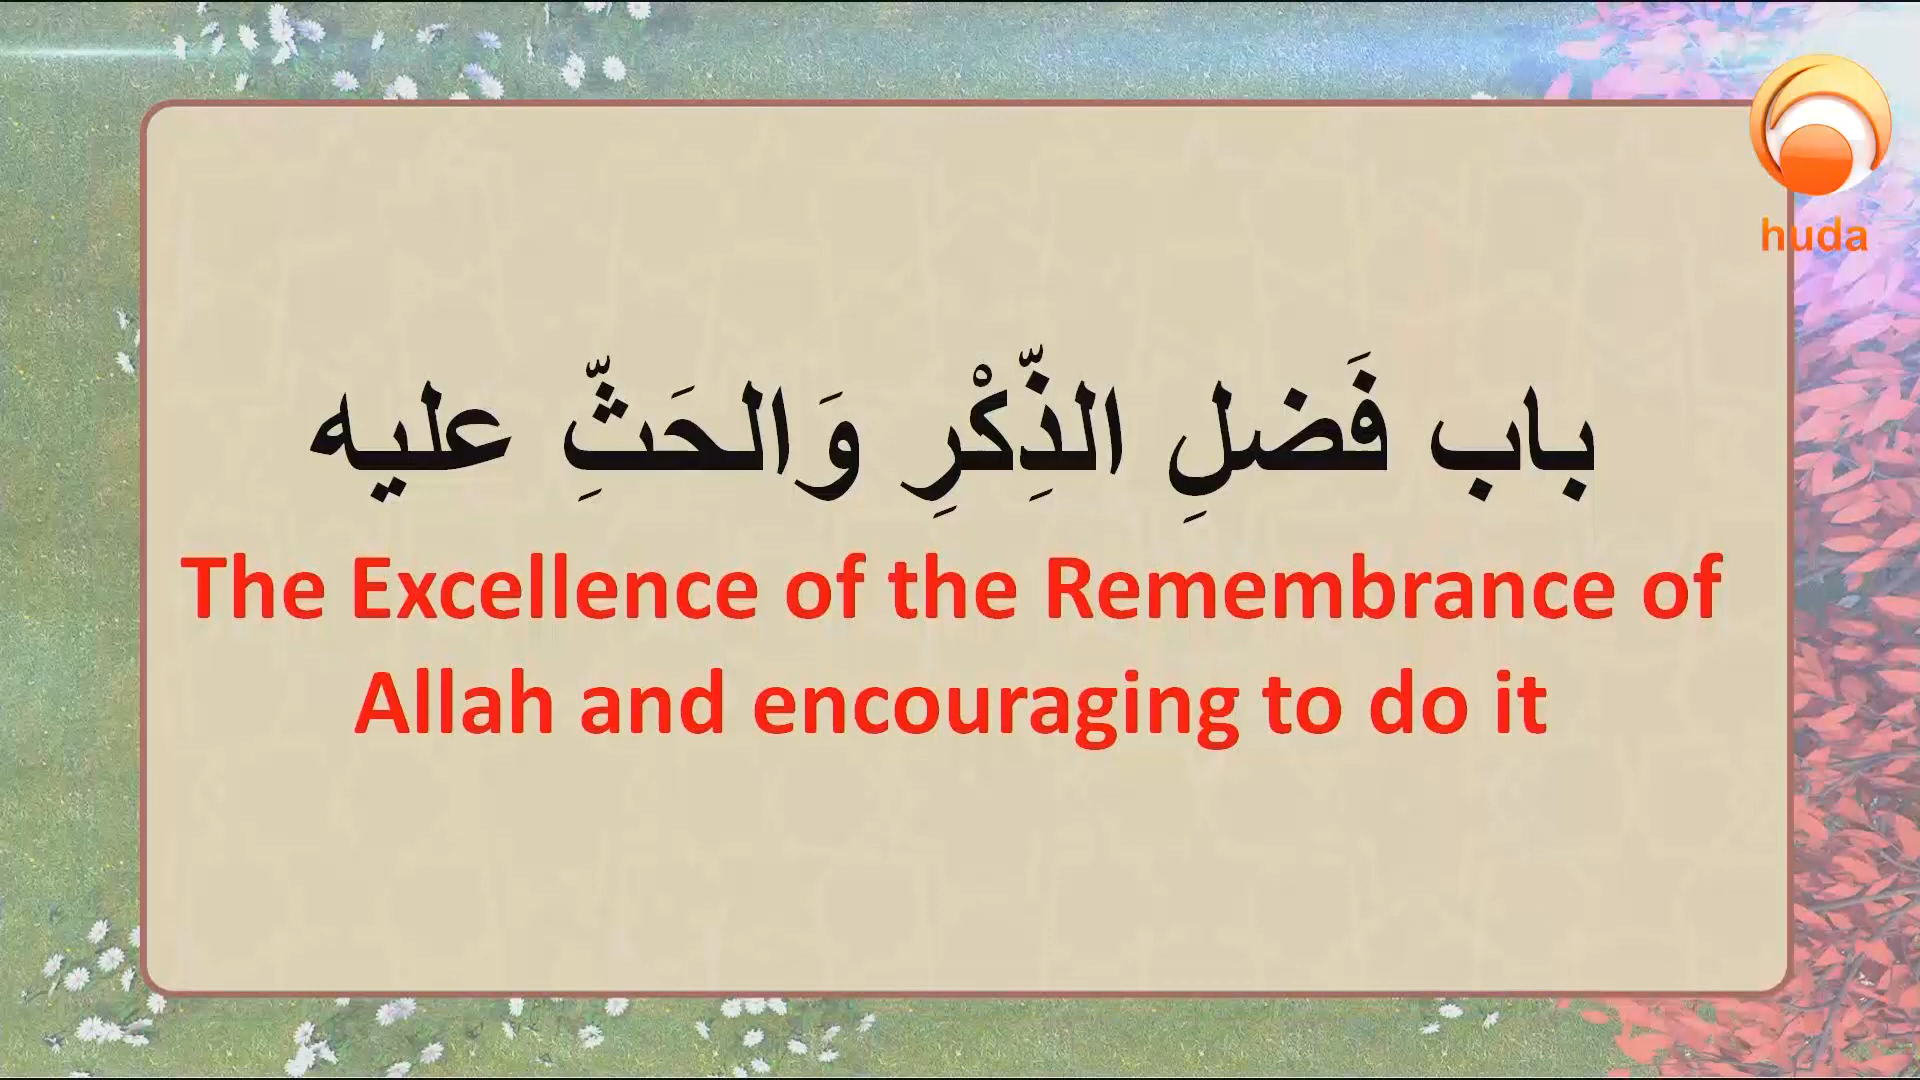 huda
باب فَضلِ الذِّكْرِ وَالحَثِّ عليه
The Excellence of the Remembrance of
Allah and encouraging to do it